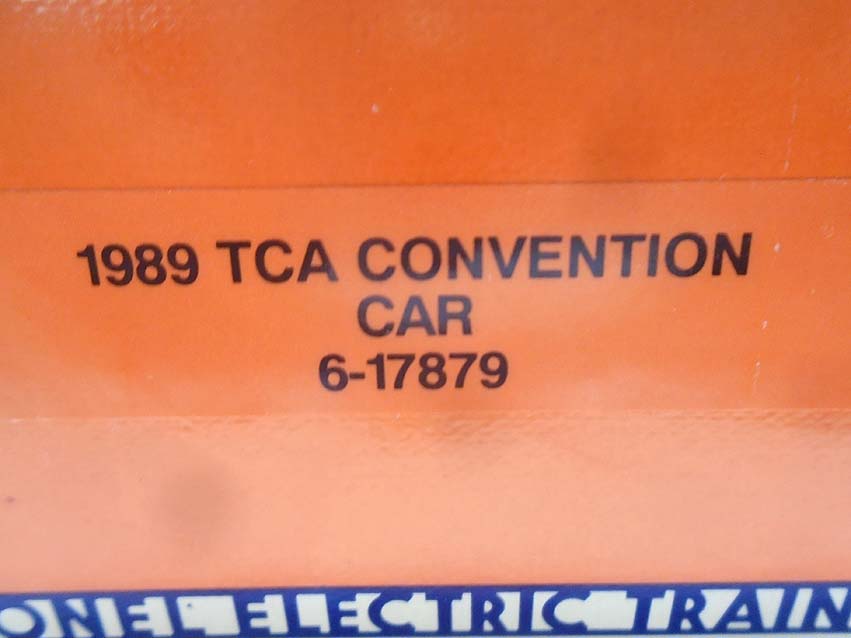 1989 TCA CONVENTION
CAR
6-17879
ONEL ELECTRIC TRAIN